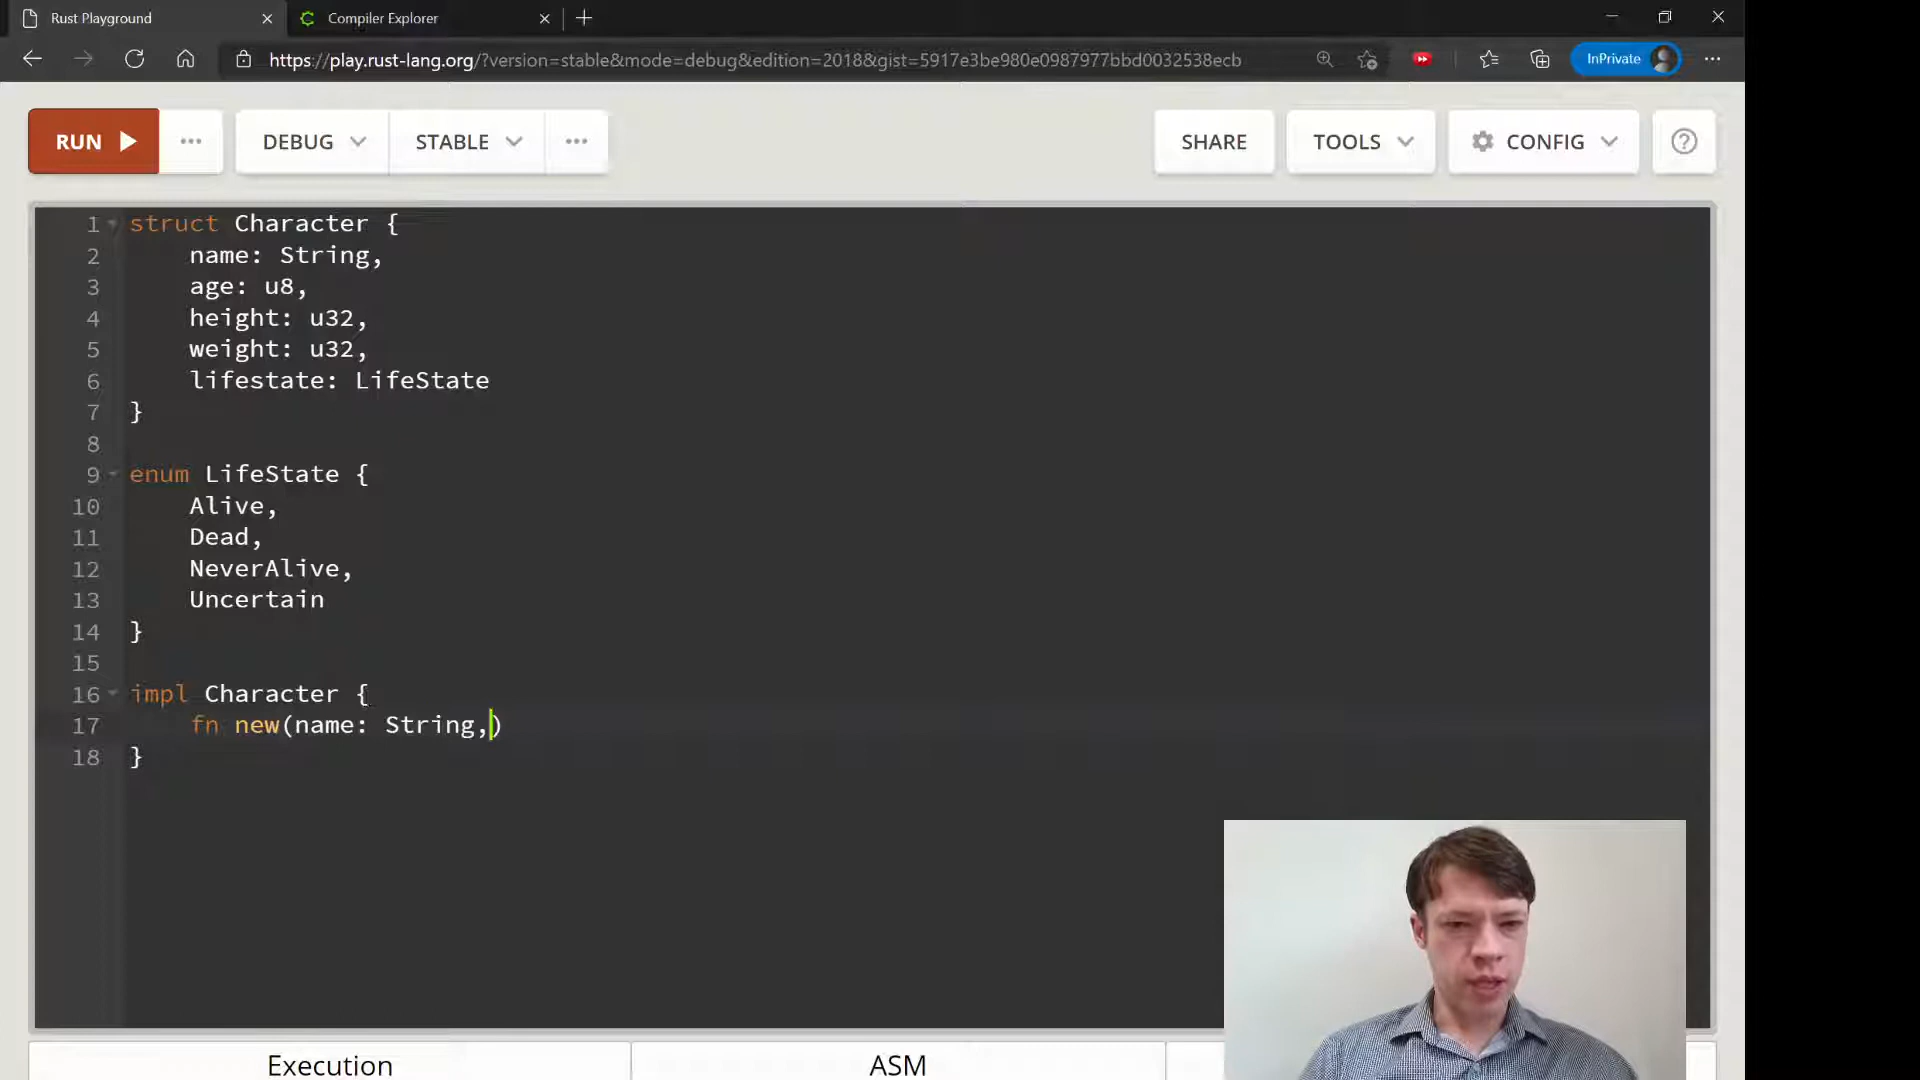 Rust Playground
Compiler Explorer
https://play.rust-lang.org/?version=stable&mode=debug&edition=2018&gist=5917e3be980e0987977bbd0032538ecb
InPrivate
RUN
DEBUG
STABLE
SHARE
TOOLS
CONFIG
1 struct Character {
2     name: String,
3     age: u8,
4     height: u32,
5     weight: u32,
6     lifestate: LifeState
7 }
8
9 enum LifeState {
10     Alive,
11     Dead,
12     NeverAlive,
13     Uncertain
14 }
15
16 impl Character {
17     fn new(name: String,)
18 }
Execution
ASM